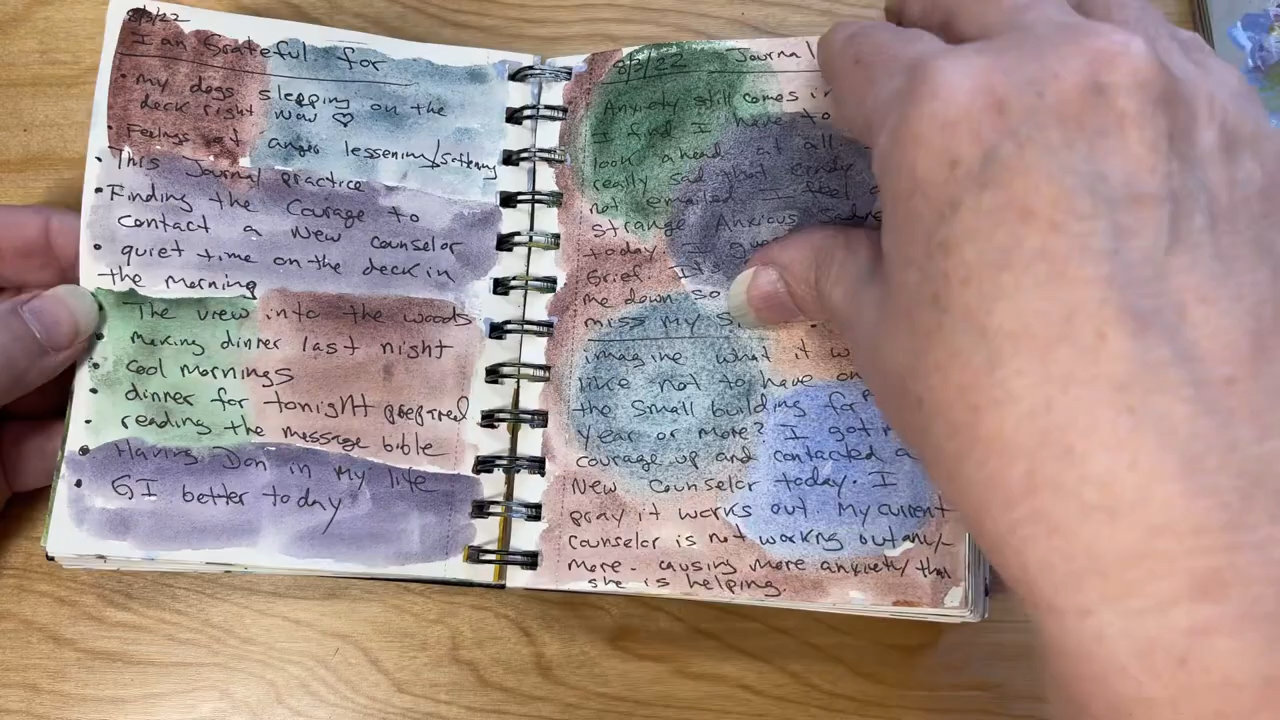 8/3/22
I am Grateful for
• my dogs sleeping on the
deck right now ♡
• Feelings of anger lessening/softening
• This Journal practice
• Finding the Courage to
contact a New counselor
• quiet time on the deck in
the morning
• The view into the woods
• making dinner last night
• cool mornings
• dinner for tonight prepared
• reading the message bible
• Having Don in my life
• GI better today
8/3/22 Journal
Anxiety still comes in
I find I have to
look ahead at all.
really sad that
not emailed feel
strange Anxious
today. I
Grief. It's
me down so
miss my
imagine what it
like not to have
the small building for
year or more? I got
courage up and contacted a
New Counselor today. I
pray it works out. My current
counselor is not working out any-
more. causing more anxiety than
she is helping.